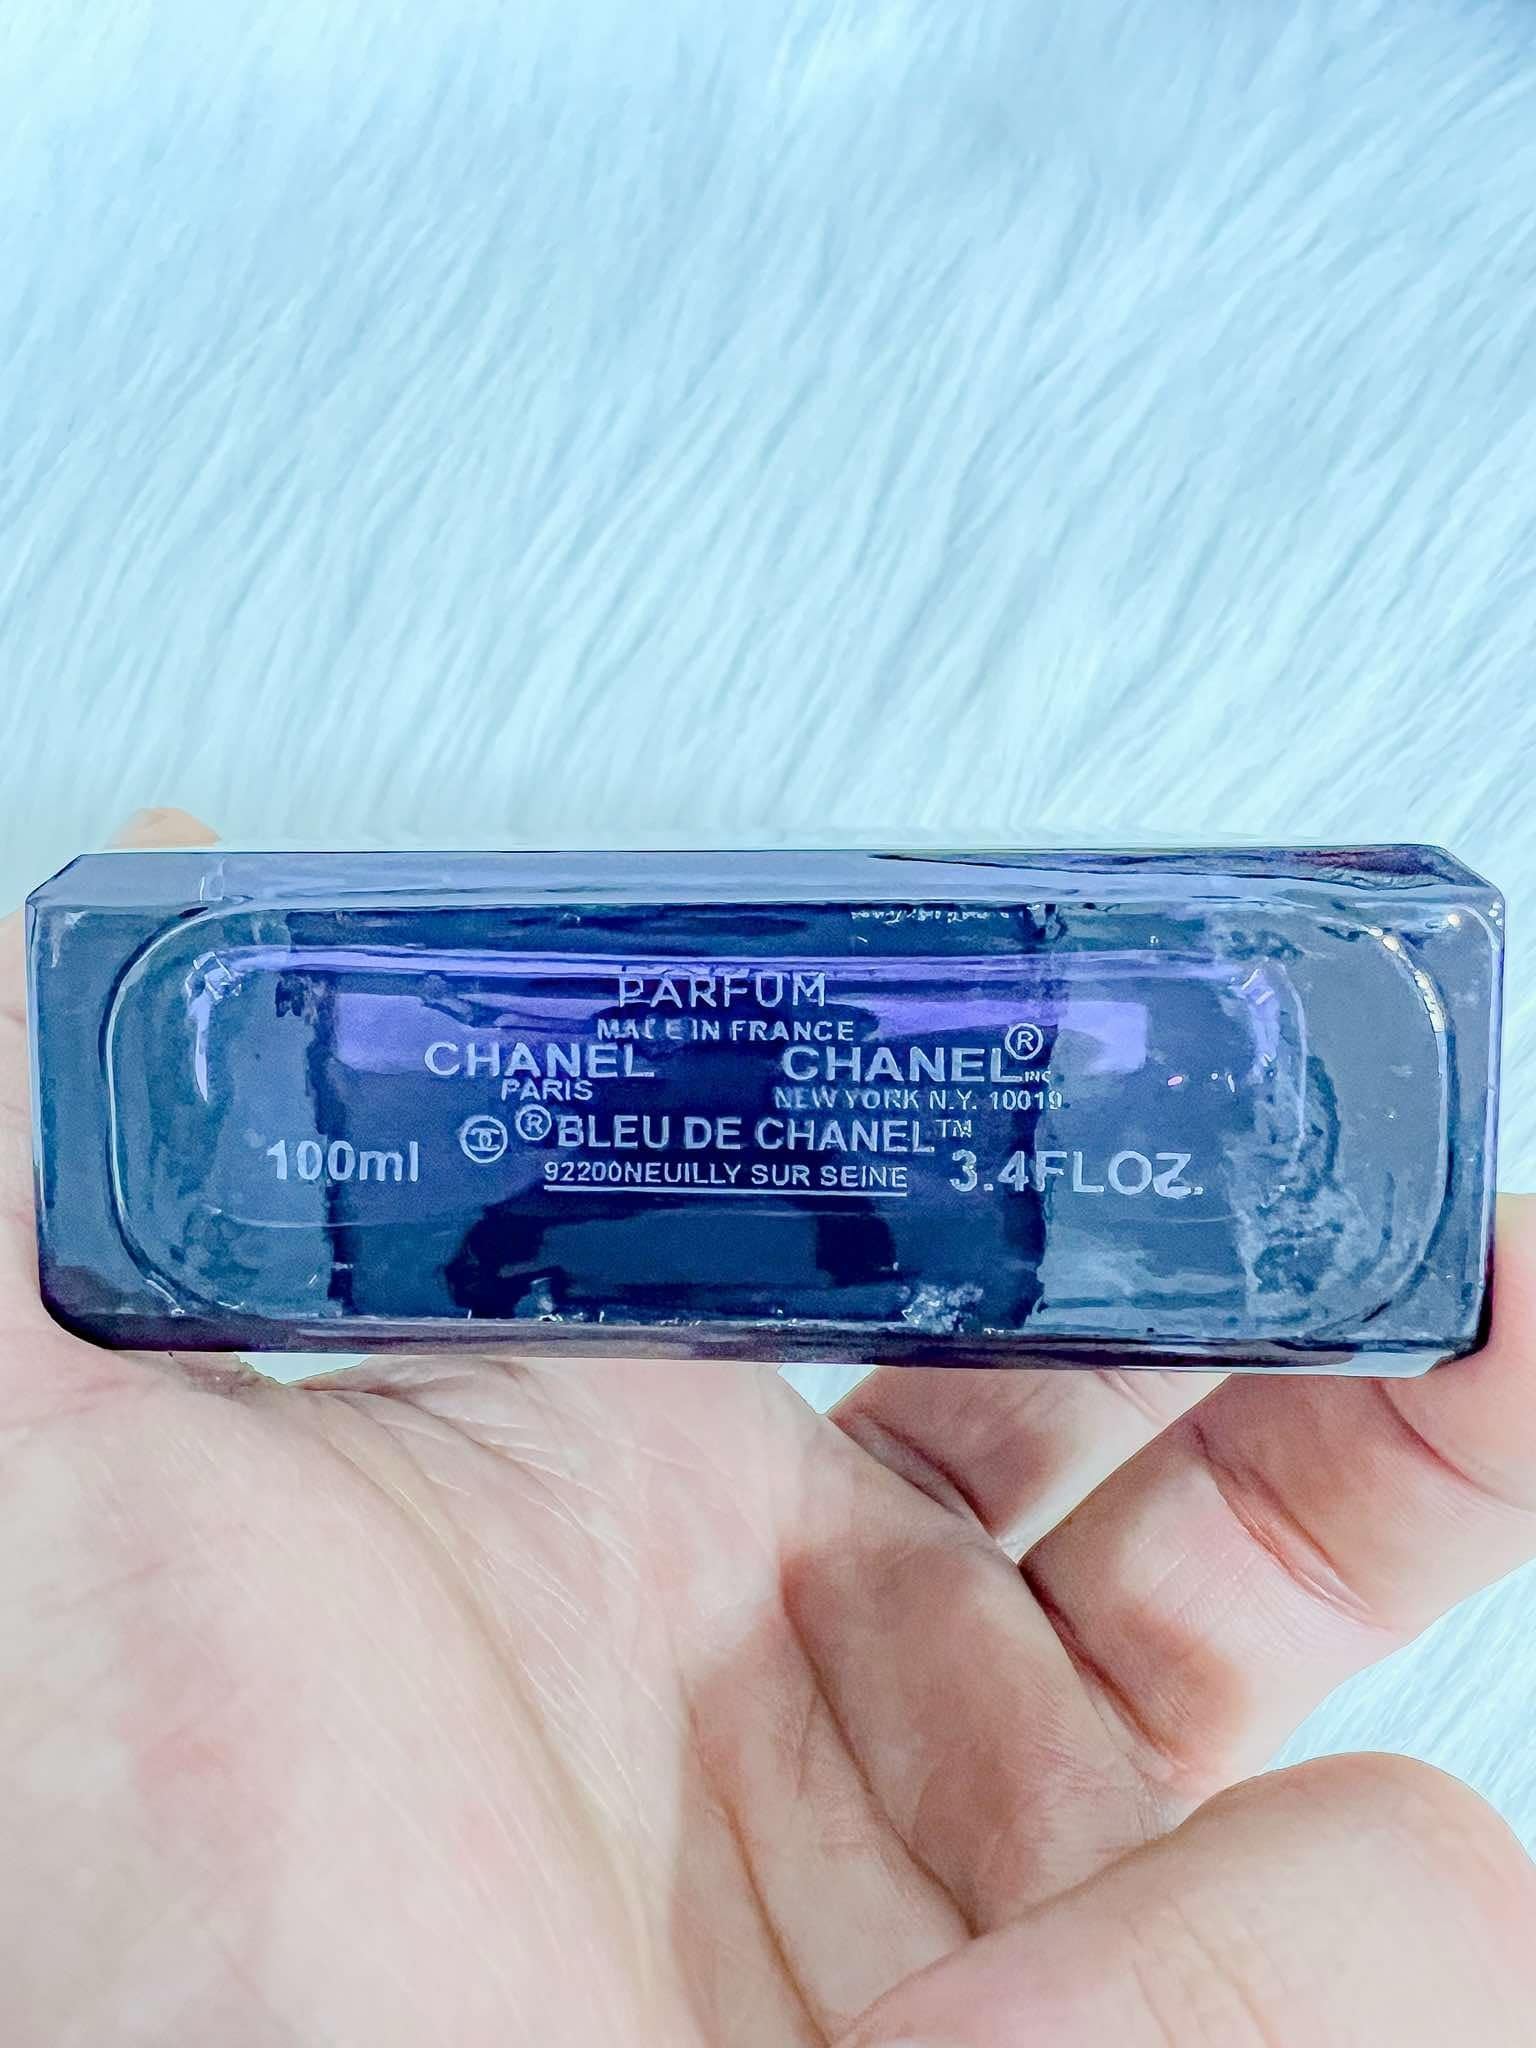 PARFUM
MADE IN FRANCE
CHANEL CHANEL®INC
PARIS NEW YORK N.Y. 10019
® BLEU DE CHANEL™
100ml 92200NEUILLY SUR SEINE 3.4FLOZ.